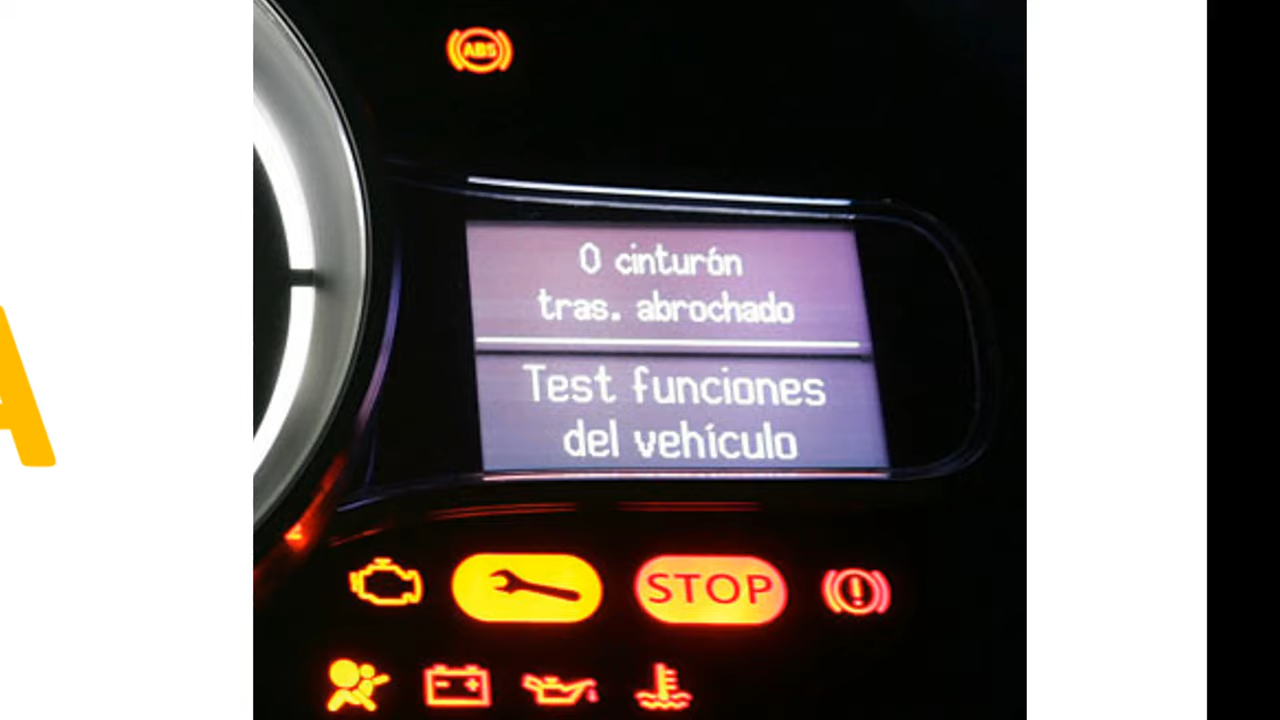 ABS
0 cinturón
tras. abrochado
Test funciones
del vehículo
STOP
A